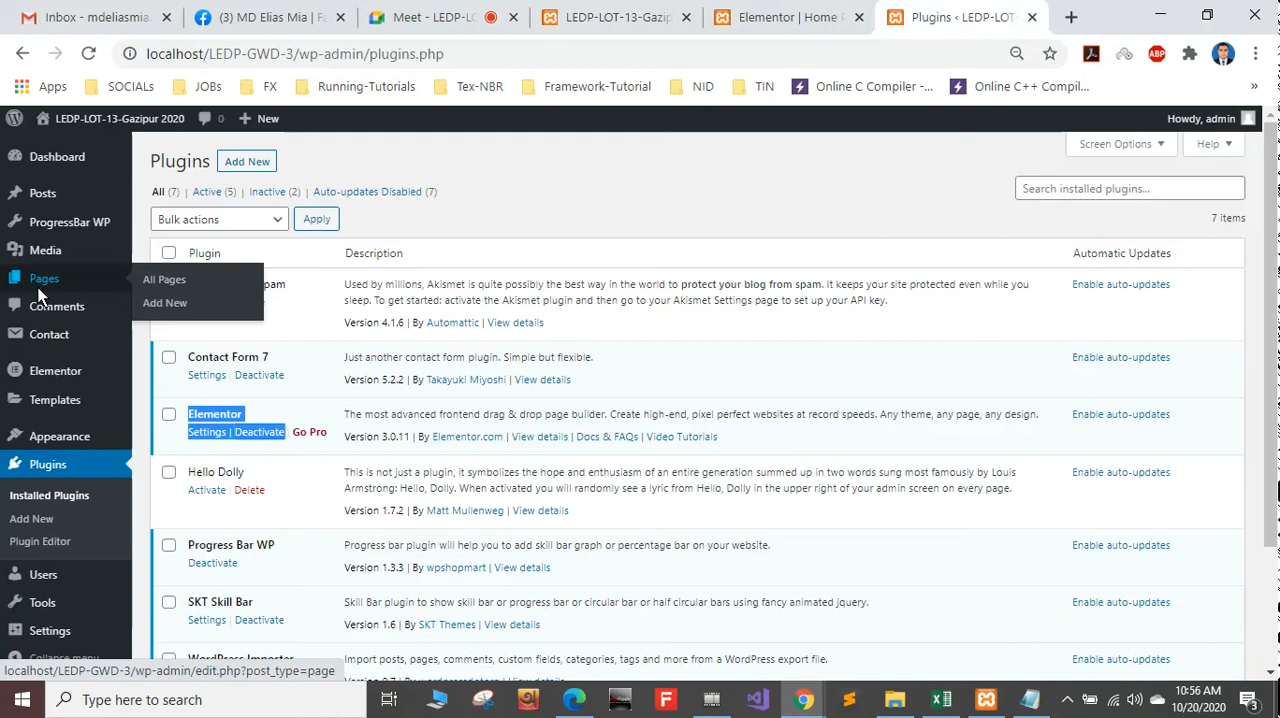 Inbox - mdeliasmia.
(3) MD Elias Mia | Fa
Meet - LEDP-LO
LEDP-LOT-13-Gazip
Elementor | Home P
Plugins ‹ LEDP-LOT-
localhost/LEDP-GWD-3/wp-admin/plugins.php
Apps SOCIALs JOBs FX Running-Tutorials Tex-NBR Framework-Tutorial NID TIN Online C Compiler -... Online C++ Compil... »
LEDP-LOT-13-Gazipur 2020 0 + New Howdy, admin
Dashboard
Posts
ProgressBar WP
Media
Pages
Comments
Contact
Elementor
Templates
Appearance
Plugins
Installed Plugins
Add New
Plugin Editor
Users
Tools
Settings
Collapse menu
All Pages
Add New
Plugins Add New
Screen Options ▼ Help ▼
All (7) | Active (5) | Inactive (2) | Auto-updates Disabled (7)
Search installed plugins...
Bulk actions Apply
7 items
Plugin Description Automatic Updates
pam
Used by millions, Akismet is quite possibly the best way in the world to protect your blog from spam. It keeps your site protected even while you
sleep. To get started: activate the Akismet plugin and then go to your Akismet Settings page to set up your API key.
Version 4.1.6 | By Automattic | View details
Enable auto-updates
Contact Form 7
Settings | Deactivate
Just another contact form plugin. Simple but flexible.
Version 5.2.2 | By Takayuki Miyoshi | View details
Enable auto-updates
Elementor
Settings | Deactivate | Go Pro
The most advanced frontend drag & drop page builder. Create high-end, pixel perfect websites at record speeds. Any theme, any page, any design.
Version 3.0.11 | By Elementor.com | View details | Docs & FAQs | Video Tutorials
Enable auto-updates
Hello Dolly
Activate | Delete
This is not just a plugin, it symbolizes the hope and enthusiasm of an entire generation summed up in two words sung most famously by Louis
Armstrong: Hello, Dolly. When activated you will randomly see a lyric from Hello, Dolly in the upper right of your admin screen on every page.
Version 1.7.2 | By Matt Mullenweg | View details
Enable auto-updates
Progress Bar WP
Deactivate
Progress bar plugin will help you to add skill bar graph or percentage bar on your website.
Version 1.3.3 | By wpshopmart | View details
Enable auto-updates
SKT Skill Bar
Settings | Deactivate
Skill Bar plugin to show skill bar or progress bar or circular bar or half circular bars using fancy animated jquery.
Version 1.6 | By SKT Themes | View details
Enable auto-updates
WordPress Importer
Import posts, pages, comments, custom fields, categories, tags and more from a WordPress export file.
Enable auto-updates
localhost/LEDP-GWD-3/wp-admin/edit.php?post_type=page
Type here to search
10:56 AM
10/20/2020
3